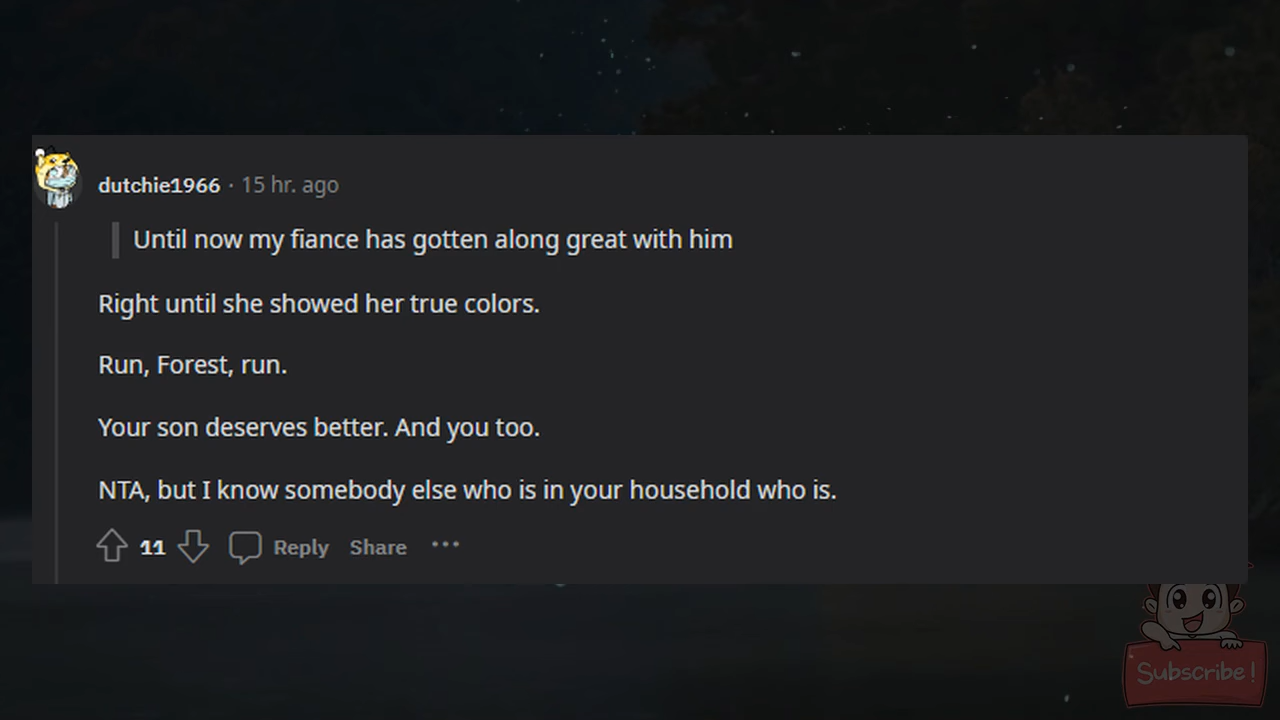 dutchie1966 · 15 hr. ago
Until now my fiance has gotten along great with him
Right until she showed her true colors.
Run, Forest, run.
Your son deserves better. And you too.
NTA, but I know somebody else who is in your household who is.
11 Reply Share ···
Subscribe!